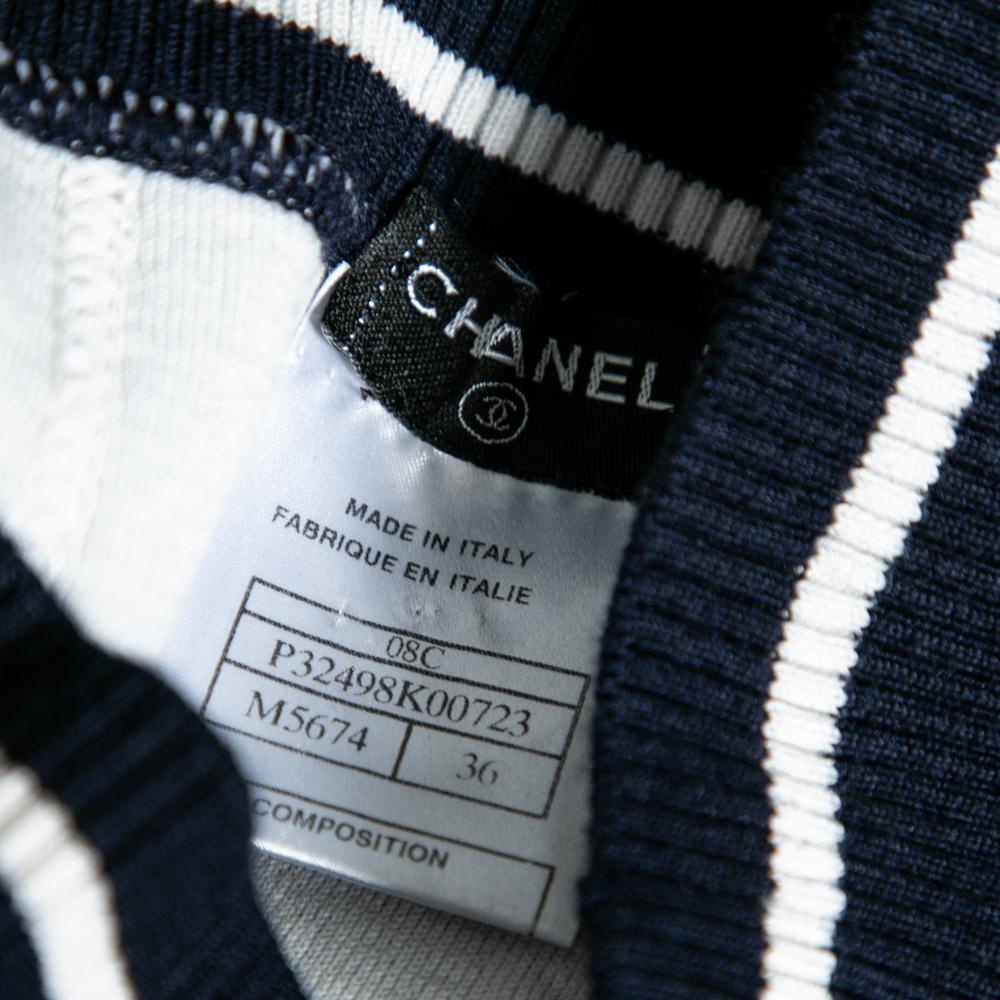 CHANEL
MADE IN ITALY
FABRIQUE EN ITALIE
08C
P32498K00723
M5674 36
COMPOSITION